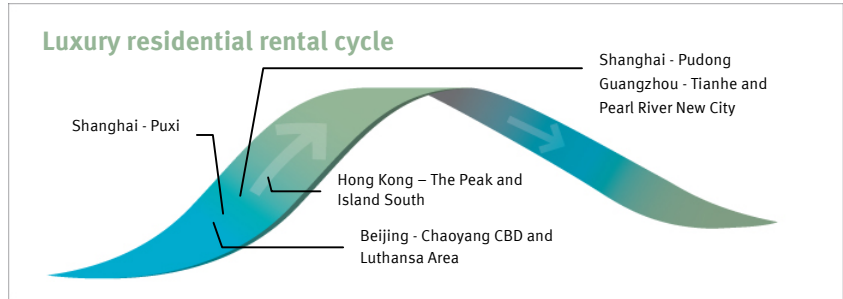 Luxury residential rental cycle
Shanghai - Pudong
Guangzhou - Tianhe and
Pearl River New City
Shanghai - Puxi
Hong Kong – The Peak and
Island South
Beijing - Chaoyang CBD and
Luthansa Area